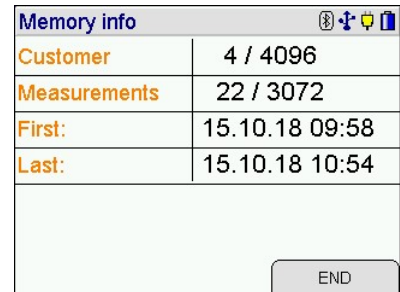 Memory info
Customer 4 / 4096
Measurements 22 / 3072
First: 15.10.18 09:58
Last: 15.10.18 10:54
END